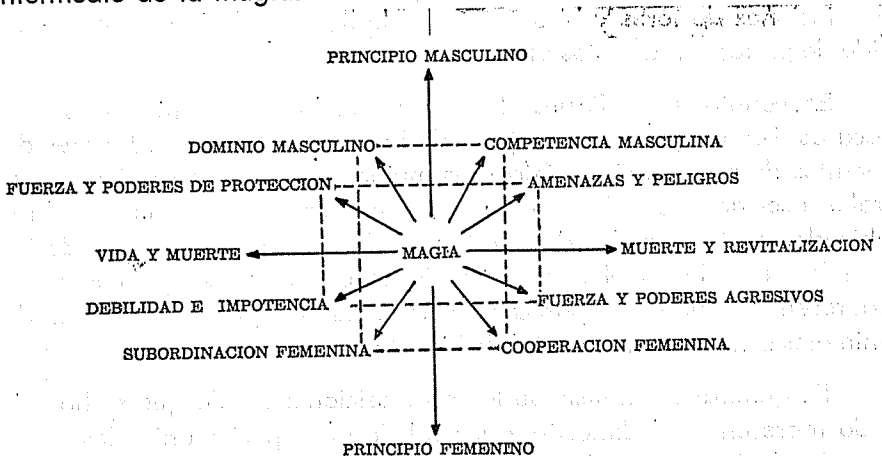 PRINCIPIO MASCULINO
DOMINIO MASCULINO COMPETENCIA MASCULINA
FUERZA Y PODERES DE PROTECCION AMENAZAS Y PELIGROS
VIDA Y MUERTE MAGIA MUERTE Y REVITALIZACION
DEBILIDAD E IMPOTENCIA FUERZA Y PODERES AGRESIVOS
SUBORDINACION FEMENINA COOPERACION FEMENINA
PRINCIPIO FEMENINO